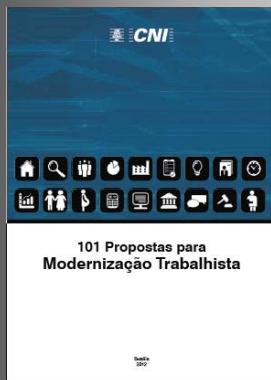 CNI
101 Propostas para
Modernização Trabalhista
Brasília
2012